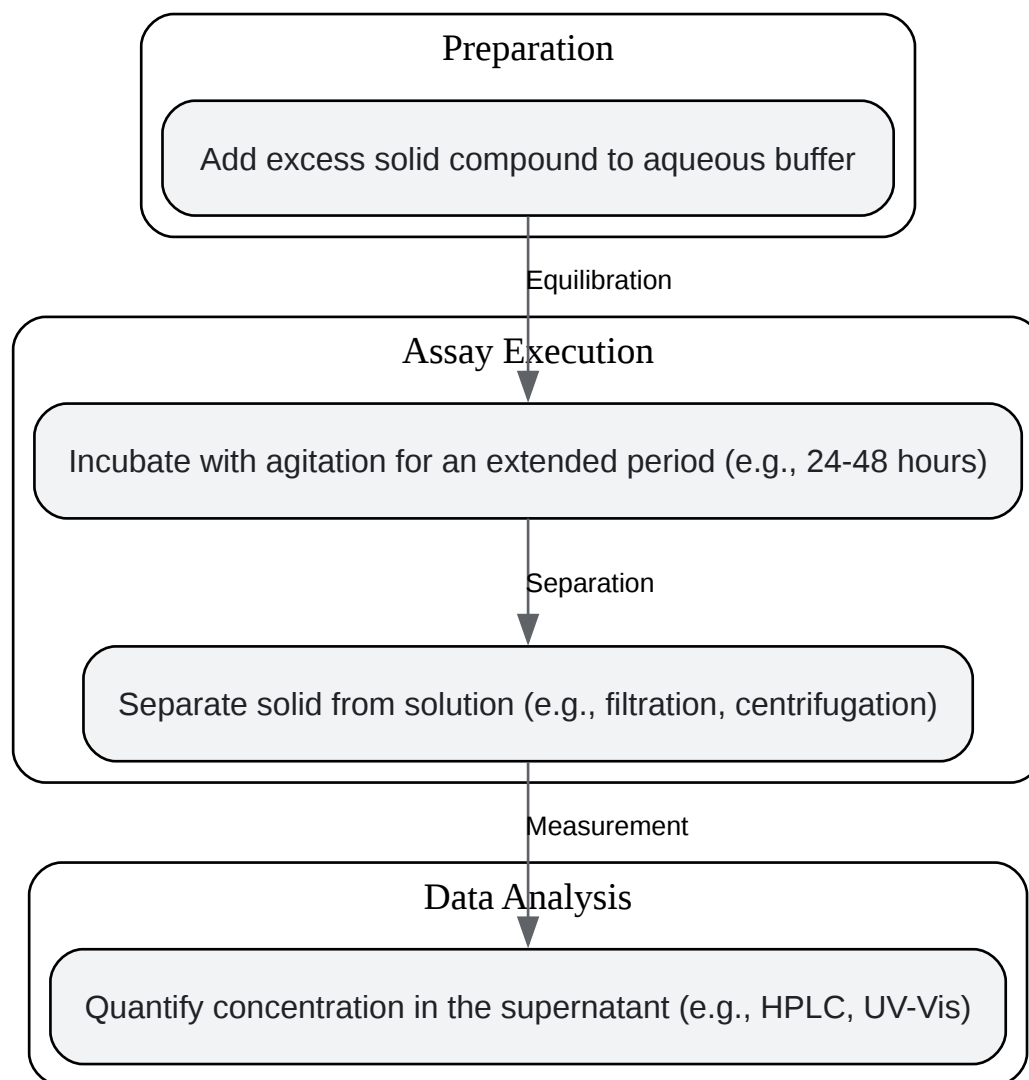 Preparation
Add excess solid compound to aqueous buffer
Equilibration
Assay Execution
Incubate with agitation for an extended period (e.g., 24-48 hours)
Separation
Separate solid from solution (e.g., filtration, centrifugation)
Measurement
Data Analysis
Quantify concentration in the supernatant (e.g., HPLC, UV-Vis)